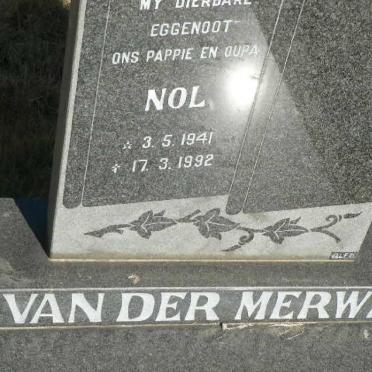 MY DIERBARE
EGGENOOT
ONS PAPPIE EN OUPA
NOL
3. 5. 1941
17. 3. 1992
VAN DER MERW